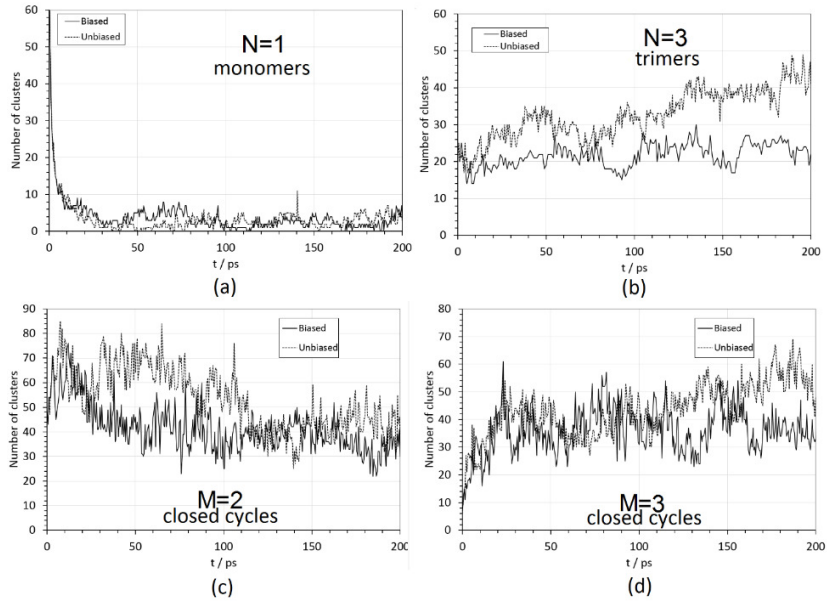 Biased
Unbiased
N=1
monomers
Number of clusters
60
50
40
30
20
10
0
0 50 100 150 200
t / ps
(a)
Biased
Unbiased
N=3
trimers
Number of clusters
60
50
40
30
20
10
0
0 50 100 150 200
t / ps
(b)
Biased
Unbiased
M=2
closed cycles
Number of clusters
90
80
70
60
50
40
30
20
10
0
0 50 100 150 200
t / ps
(c)
Biased
Unbiased
M=3
closed cycles
Number of clusters
80
70
60
50
40
30
20
10
0
0 50 100 150 200
t / ps
(d)